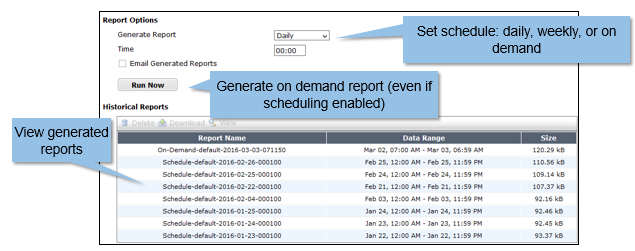 Report Options
Generate Report Daily
Set schedule: daily, weekly, or on
demand
Time 00:00
Email Generated Reports
Run Now
Generate on demand report (even if
scheduling enabled)
Historical Reports
View generated
reports
Delete Download View
Report Name Data Range Size
On-Demand-default-2016-03-03-071150 Mar 02, 07:00 AM - Mar 03, 06:59 AM 120.29 kB
Schedule-default-2016-02-26-000100 Feb 25, 12:00 AM - Feb 25, 11:59 PM 110.56 kB
Schedule-default-2016-02-25-000100 Feb 24, 12:00 AM - Feb 24, 11:59 PM 109.14 kB
Schedule-default-2016-02-22-000100 Feb 21, 12:00 AM - Feb 21, 11:59 PM 107.37 kB
Schedule-default-2016-02-04-000100 Feb 03, 12:00 AM - Feb 03, 11:59 PM 92.16 kB
Schedule-default-2016-01-25-000100 Jan 24, 12:00 AM - Jan 24, 11:59 PM 92.46 kB
Schedule-default-2016-01-24-000100 Jan 23, 12:00 AM - Jan 23, 11:59 PM 92.45 kB
Schedule-default-2016-01-23-000100 Jan 22, 12:00 AM - Jan 22, 11:59 PM 93.37 kB